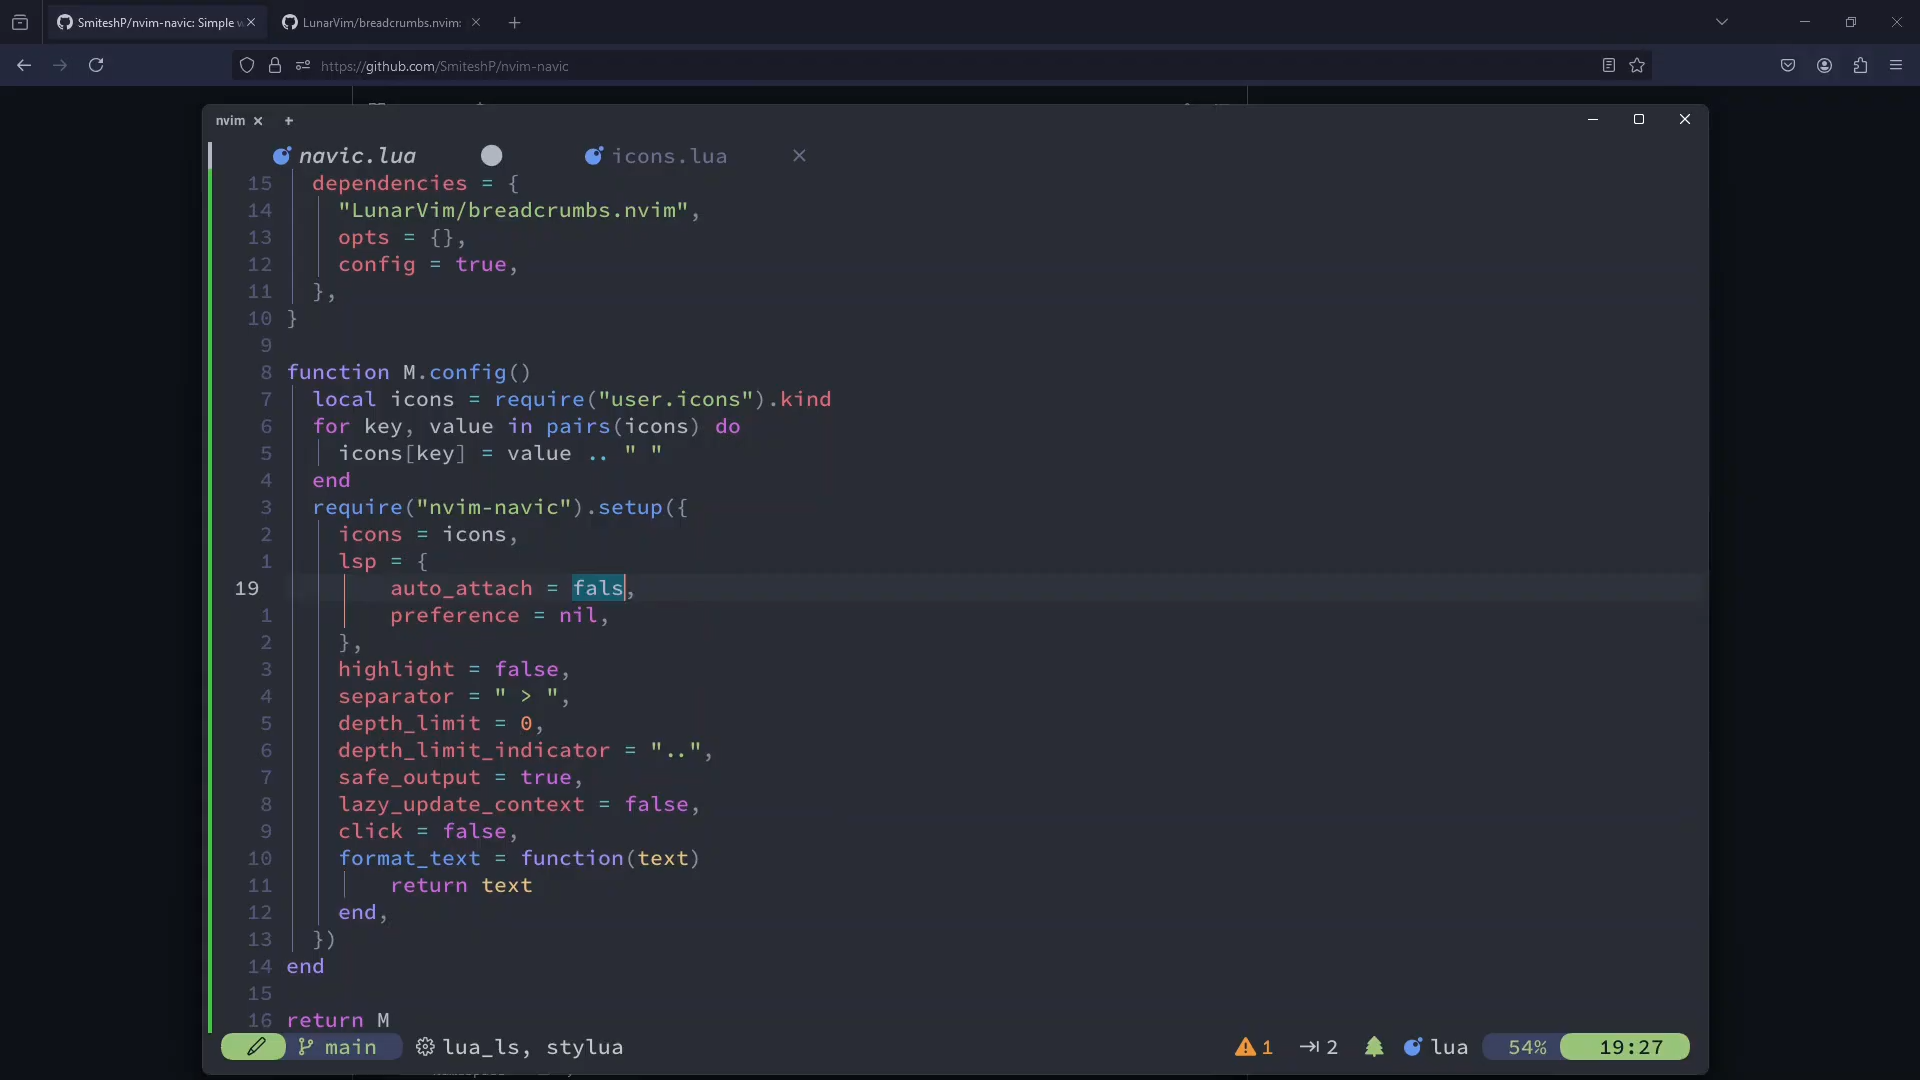 SmiteshP/nvim-navic: Simple
LunarVim/breadcrumbs.nvim:
https://github.com/SmiteshP/nvim-navic
nvim
navic.lua icons.lua
15 dependencies = {
14 "LunarVim/breadcrumbs.nvim",
13 opts = {},
12 config = true,
11 },
10 }
9
8 function M.config()
7 local icons = require("user.icons").kind
6 for key, value in pairs(icons) do
5 icons[key] = value .. " "
4 end
3 require("nvim-navic").setup({
2 icons = icons,
1 lsp = {
19 auto_attach = fals,
1 preference = nil,
2 },
3 highlight = false,
4 separator = " > ",
5 depth_limit = 0,
6 depth_limit_indicator = "..",
7 safe_output = true,
8 lazy_update_context = false,
9 click = false,
10 format_text = function(text)
11 return text
12 end,
13 })
14 end
15
16 return M
main lua_ls, stylua 1 2 lua 54% 19:27